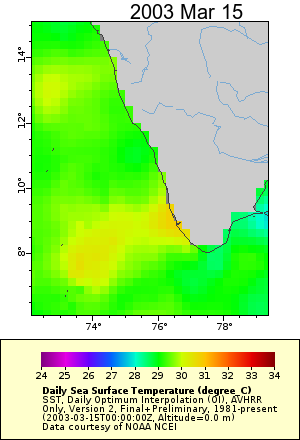 2003 Mar 15
14°
12°
10°
8°
74° 76° 78°
24 25 26 27 28 29 30 31 32 33 34
Daily Sea Surface Temperature (degree_C)
SST, Daily Optimum Interpolation (OI), AVHRR
Only, Version 2, Final+Preliminary, 1981-present
(2003-03-15T00:00:00Z, Altitude=0.0 m)
Data courtesy of NOAA NCEI